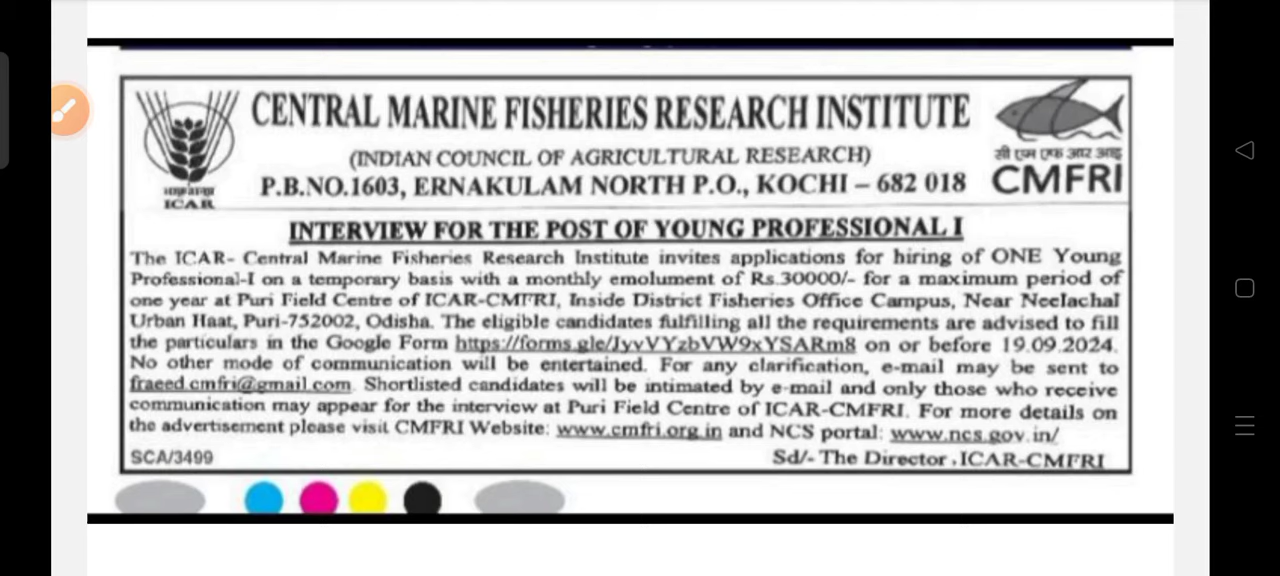 CENTRAL MARINE FISHERIES RESEARCH INSTITUTE
(INDIAN COUNCIL OF AGRICULTURAL RESEARCH)
P.B.NO.1603, ERNAKULAM NORTH P.O., KOCHI – 682 018
भाकृअनुप
ICAR
सी एम एफ आर आइ
CMFRI
INTERVIEW FOR THE POST OF YOUNG PROFESSIONAL I
The ICAR- Central Marine Fisheries Research Institute invites applications for hiring of ONE Young
Professional-I on a temporary basis with a monthly emolument of Rs.30000/- for a maximum period of
one year at Puri Field Centre of ICAR-CMFRI, Inside District Fisheries Office Campus, Near Neelachal
Urban Haat, Puri-752002, Odisha. The eligible candidates fulfilling all the requirements are advised to fill
the particulars in the Google Form https://forms.gle/JyvVYzbVW9xYSARm8 on or before 19.09.2024.
No other mode of communication will be entertained. For any clarification, e-mail may be sent to
fraeed.cmfri@gmail.com. Shortlisted candidates will be intimated by e-mail and only those who receive
communication may appear for the interview at Puri Field Centre of ICAR-CMFRI. For more details on
the advertisement please visit CMFRI Website: www.cmfri.org.in and NCS portal: www.ncs.gov.in/
SCA/3499
Sd/- The Director , ICAR-CMFRI